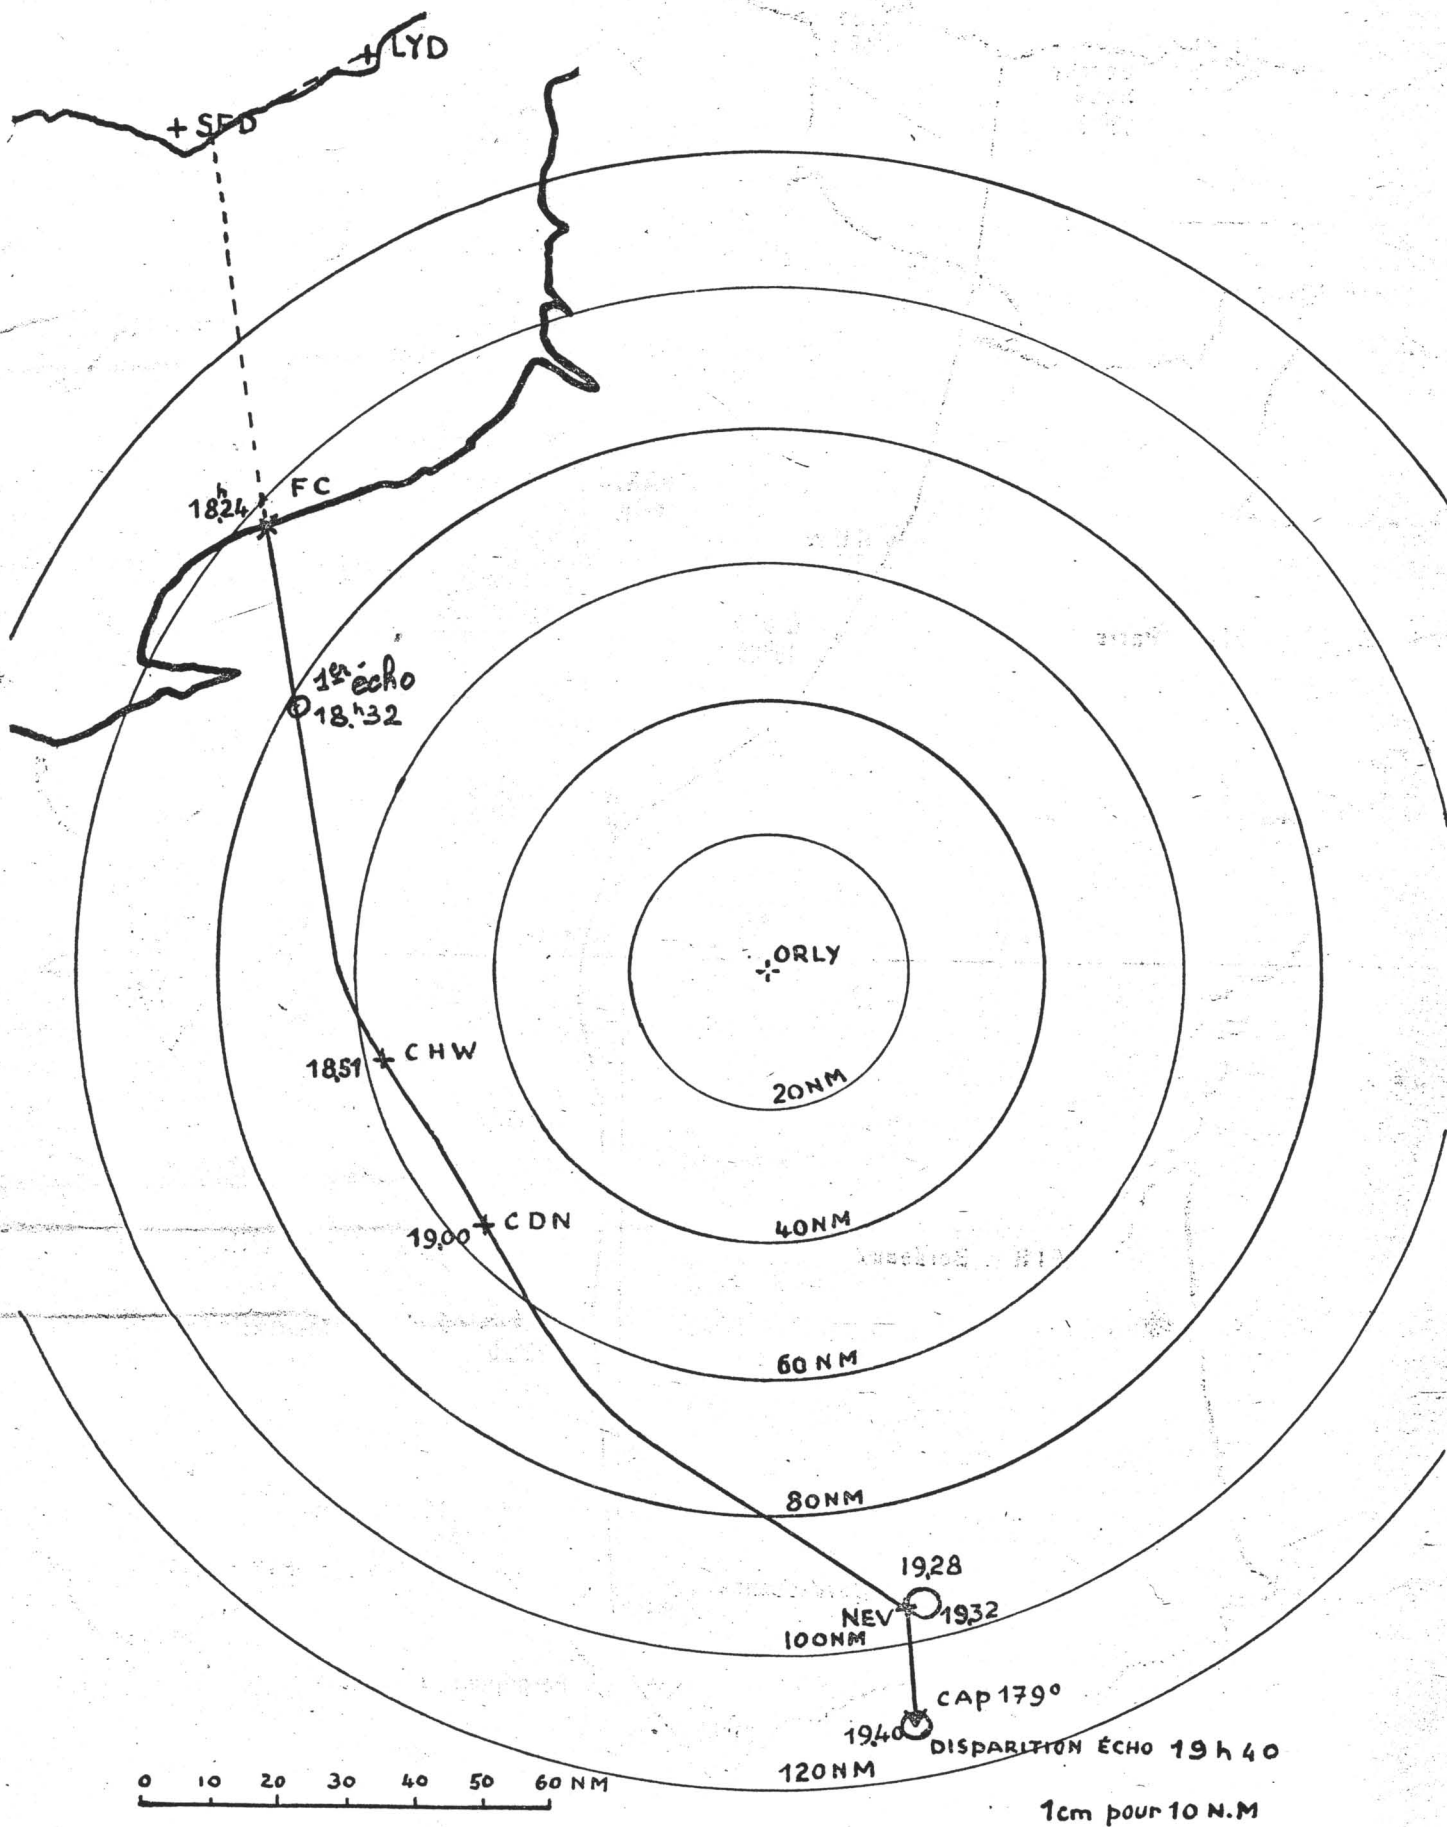 LYD
SFD
FC
18h24
1er écho
18.h32
ORLY
CHW
18,51
20NM
CDN
19,00
40NM
60 NM
80NM
19,28
NEV
19,32
100NM
CAP 179°
19,40
DISPARITION ÉCHO 19 h 40
120NM
0 10 20 30 40 50 60 NM
1cm pour 10 N.M